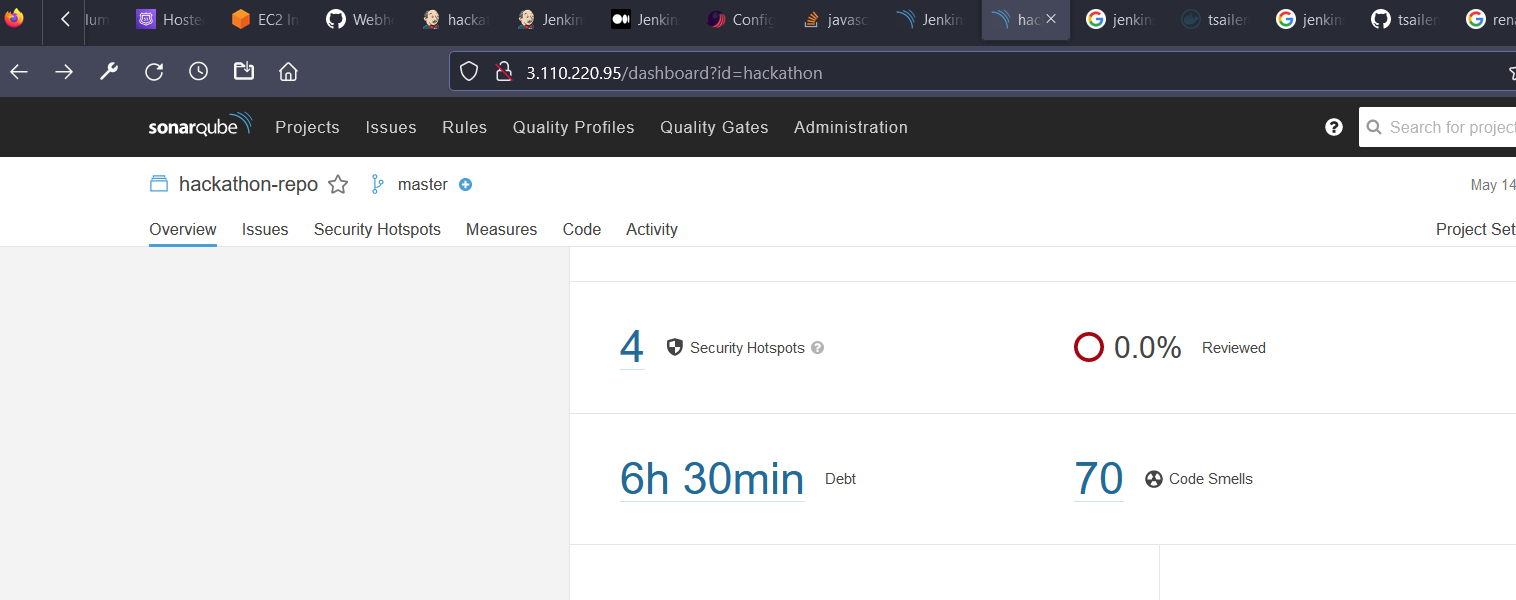 lum Hoste EC2 In Webh hacka Jenkin Jenkin Config javasc Jenkin hac jenkin tsailer jenkin tsailer ren
3.110.220.95/dashboard?id=hackathon
sonarqube Projects Issues Rules Quality Profiles Quality Gates Administration Search for project
hackathon-repo master May 14
Overview Issues Security Hotspots Measures Code Activity Project Set
4 Security Hotspots 0.0% Reviewed
6h 30min Debt 70 Code Smells